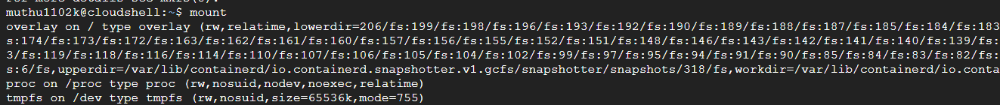 muthu1102k@cloudshell:~$ mount
overlay on / type overlay (rw,relatime,lowerdir=206/fs:199/fs:198/fs:196/fs:193/fs:192/fs:190/fs:189/fs:188/fs:187/fs:185/fs:184/fs:183
s:174/fs:173/fs:172/fs:163/fs:162/fs:161/fs:160/fs:157/fs:156/fs:155/fs:152/fs:151/fs:148/fs:146/fs:143/fs:142/fs:141/fs:140/fs:139/fs:
3/fs:119/fs:118/fs:116/fs:114/fs:110/fs:107/fs:106/fs:105/fs:104/fs:102/fs:99/fs:97/fs:95/fs:94/fs:91/fs:90/fs:85/fs:84/fs:83/fs:82/fs:
s:6/fs,upperdir=/var/lib/containerd/io.containerd.snapshotter.v1.gcfs/snapshotter/snapshots/318/fs,workdir=/var/lib/containerd/io.conta
proc on /proc type proc (rw,nosuid,nodev,noexec,relatime)
tmpfs on /dev type tmpfs (rw,nosuid,size=65536k,mode=755)